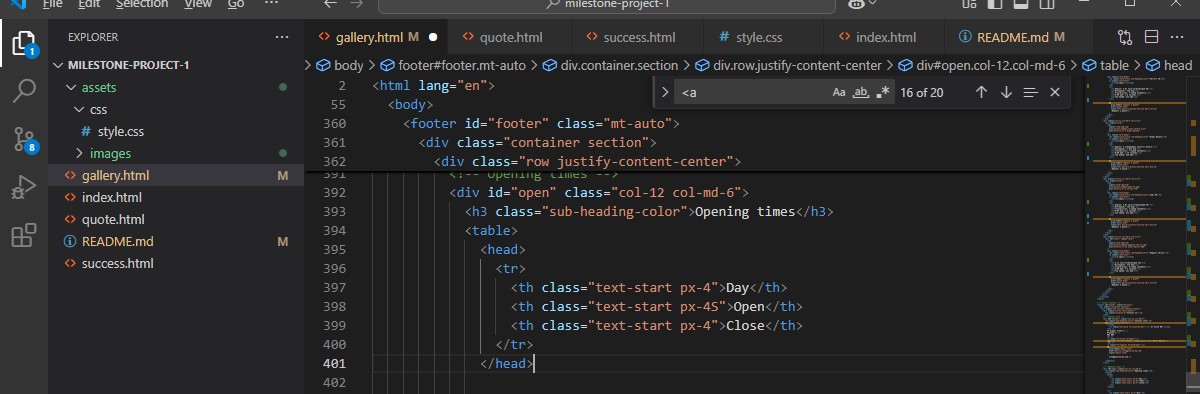 File Edit Selection View Go ··· milestone-project-1
EXPLORER ···
MILESTONE-PROJECT-1
assets
css
# style.css
images
<> gallery.html M
<> index.html
<> quote.html
README.md M
<> success.html
1
8
<> gallery.html M <> quote.html <> success.html # style.css <> index.html README.md M
> body > footer#footer.mt-auto > div.container.section > div.row.justify-content-center > div#open.col-12.col-md-6 > table > head
<a Aa ab .* 16 of 20
2 <html lang="en">
55 <body>
360 <footer id="footer" class="mt-auto">
361 <div class="container section">
362 <div class="row justify-content-center">
391 <!-- Opening times -->
392 <div id="open" class="col-12 col-md-6">
393 <h3 class="sub-heading-color">Opening times</h3>
394 <table>
395 <head>
396 <tr>
397 <th class="text-start px-4">Day</th>
398 <th class="text-start px-4S">Open</th>
399 <th class="text-start px-4">Close</th>
400 </tr>
401 </head>
402